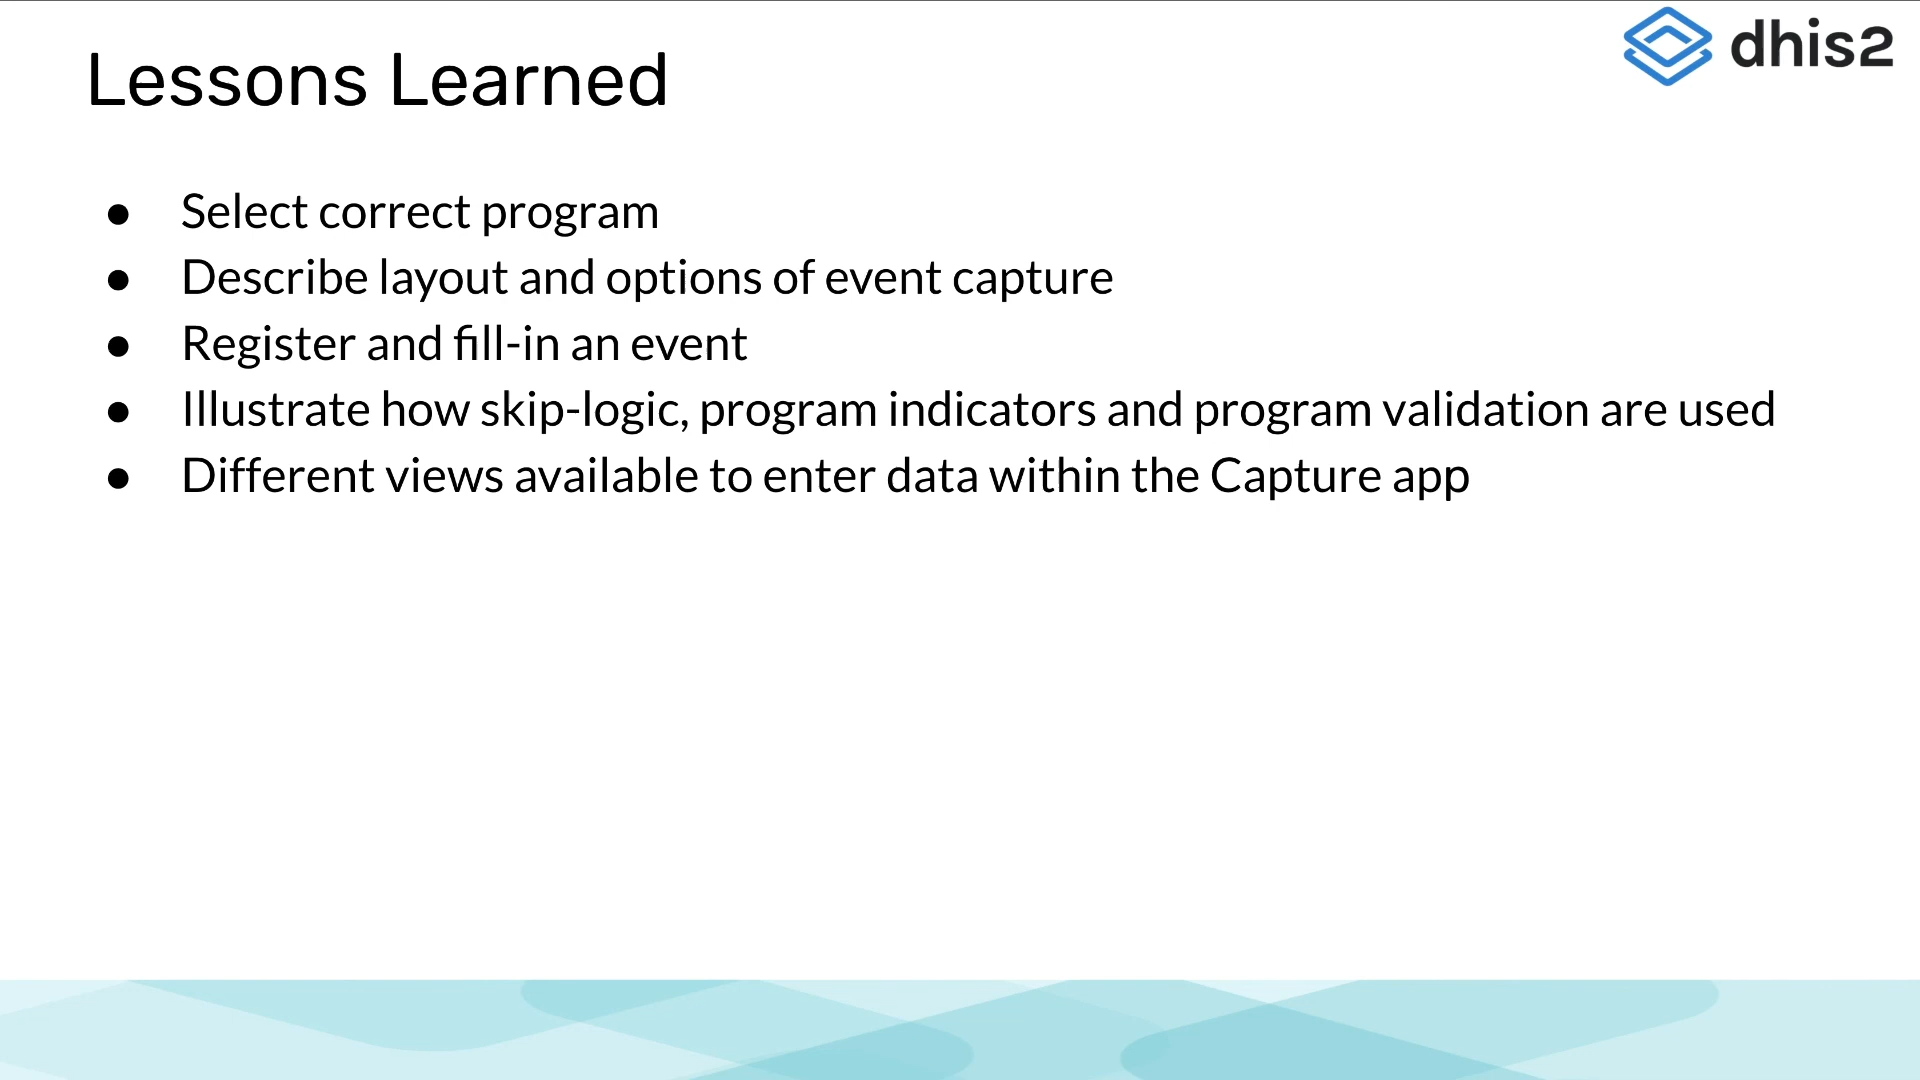 dhis2
Lessons Learned
● Select correct program
● Describe layout and options of event capture
● Register and fill-in an event
● Illustrate how skip-logic, program indicators and program validation are used
● Different views available to enter data within the Capture app